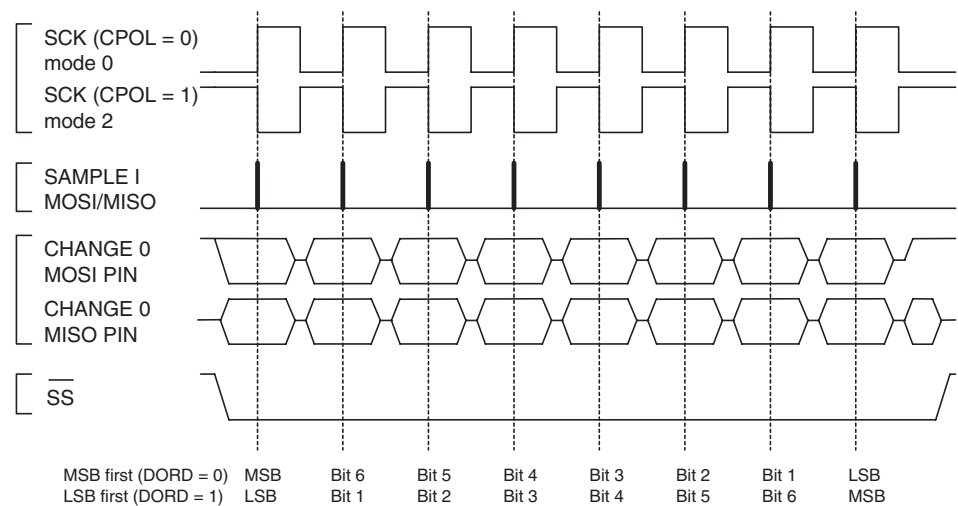 SCK (CPOL = 0)
mode 0
SCK (CPOL = 1)
mode 2
SAMPLE I
MOSI/MISO
CHANGE 0
MOSI PIN
CHANGE 0
MISO PIN
SS
MSB first (DORD = 0) MSB Bit 6 Bit 5 Bit 4 Bit 3 Bit 2 Bit 1 LSB
LSB first (DORD = 1) LSB Bit 1 Bit 2 Bit 3 Bit 4 Bit 5 Bit 6 MSB